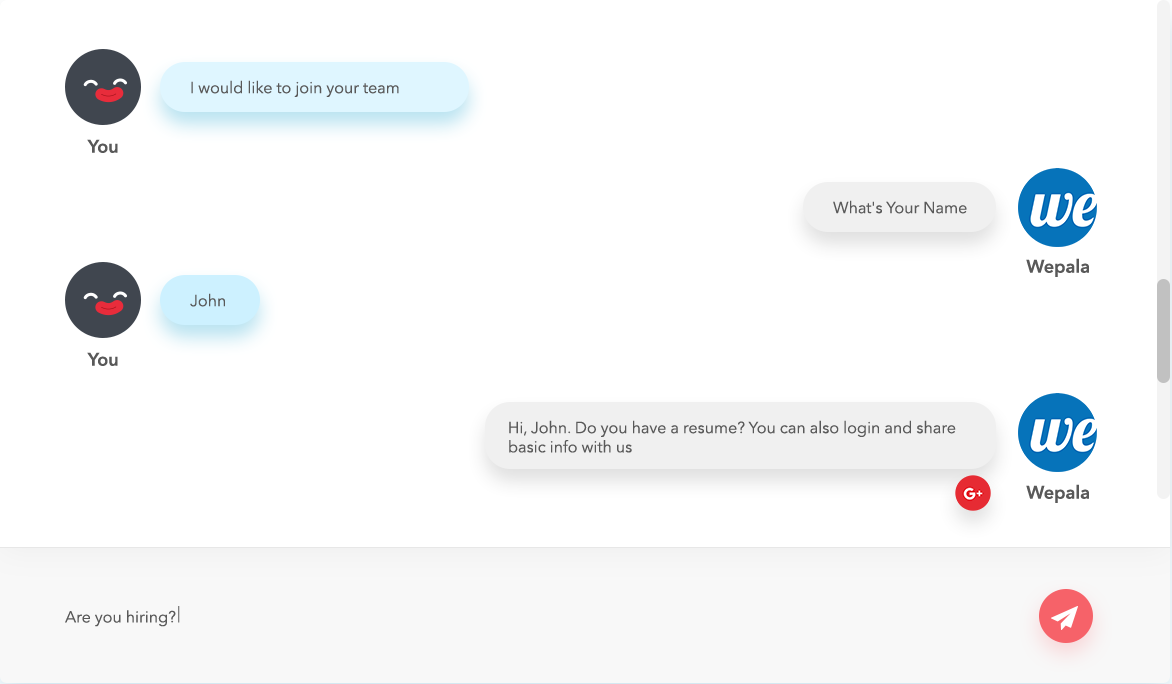 I would like to join your team
You
What's Your Name
we
Wepala
John
You
Hi, John. Do you have a resume? You can also login and share
basic info with us
we
G+
Wepala
Are you hiring?